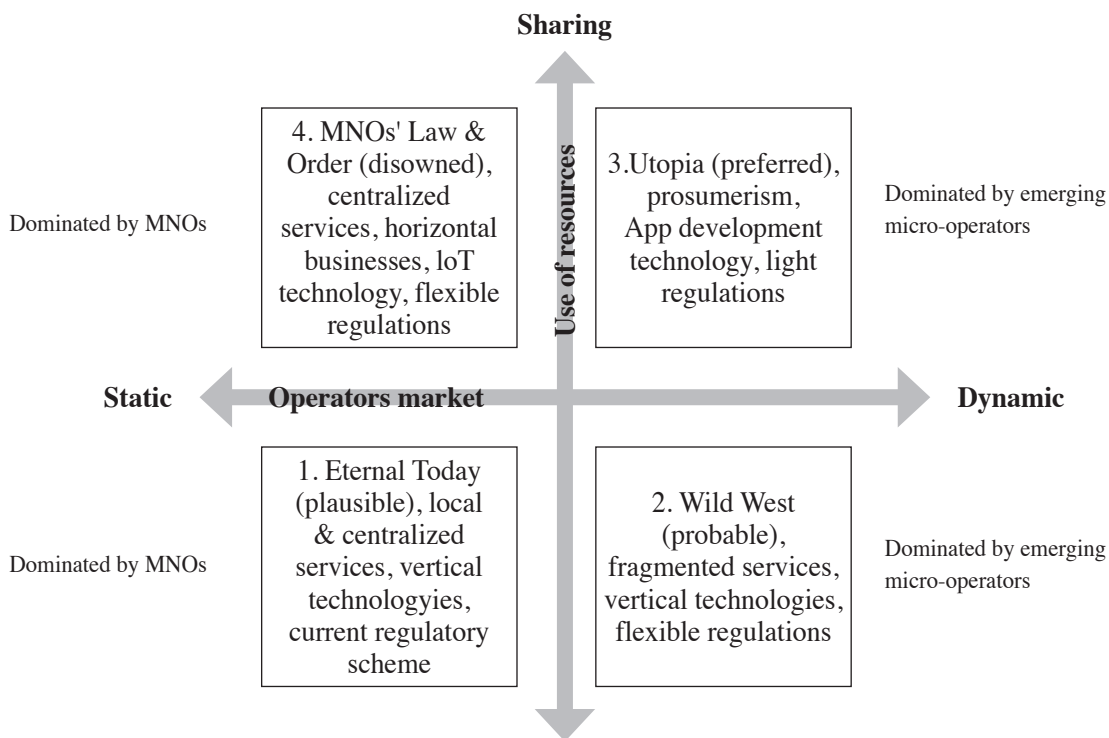 Sharing
4. MNOs' Law &
Order (disowned),
centralized
services, horizontal
businesses, loT
technology, flexible
regulations
3.Utopia (preferred),
prosumerism,
App development
technology, light
regulations
Dominated by MNOs
Dominated by emerging
micro-operators
Use of resources
Static
Operators market
Dynamic
1. Eternal Today
(plausible), local
& centralized
services, vertical
technologyies,
current regulatory
scheme
2. Wild West
(probable),
fragmented services,
vertical technologies,
flexible regulations
Dominated by MNOs
Dominated by emerging
micro-operators